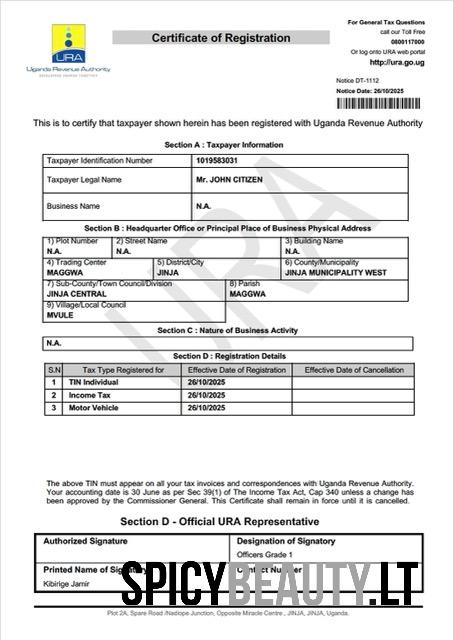 URA
Uganda Revenue Authority
DEVELOPING UGANDA TOGETHER
Certificate of Registration
For General Tax Questions
call our Toll Free
0800117000
Or log onto URA web portal
http://ura.go.ug
Notice DT-1112
Notice Date: 26/10/2025
This is to certify that taxpayer shown herein has been registered with Uganda Revenue Authority
Section A : Taxpayer Information
Taxpayer Identification Number 1019583031
Taxpayer Legal Name Mr. JOHN CITIZEN
Business Name N.A.
Section B : Headquarter Office or Principal Place of Business Physical Address
1) Plot Number 2) Street Name 3) Building Name
N.A. N.A. N.A.
4) Trading Center 5) District/City 6) County/Municipality
MAGGWA JINJA JINJA MUNICIPALITY WEST
7) Sub-County/Town Council/Division 8) Parish
JINJA CENTRAL MAGGWA
9) Village/Local Council
MVULE
Section C : Nature of Business Activity
N.A.
Section D : Registration Details
S.N Tax Type Registered for Effective Date of Registration Effective Date of Cancellation
1 TIN Individual 26/10/2025
2 Income Tax 26/10/2025
3 Motor Vehicle 26/10/2025
URA
The above TIN must appear on all your tax invoices and correspondences with Uganda Revenue Authority.
Your accounting date is 30 June as per Sec 39(1) of The Income Tax Act, Cap 340 unless a change has
been approved by the Commissioner General. This Certificate shall remain in force until it is cancelled.
Section D - Official URA Representative
Authorized Signature Designation of Signatory
Officers Grade 1
Printed Name of Signatory Contact Number
Kibirige Jamir
SPICYBEAUTY.LT
Plot 2A, Spare Road /Nadiope Junction, Opposite Miracle Centre., JINJA, JINJA, Uganda.